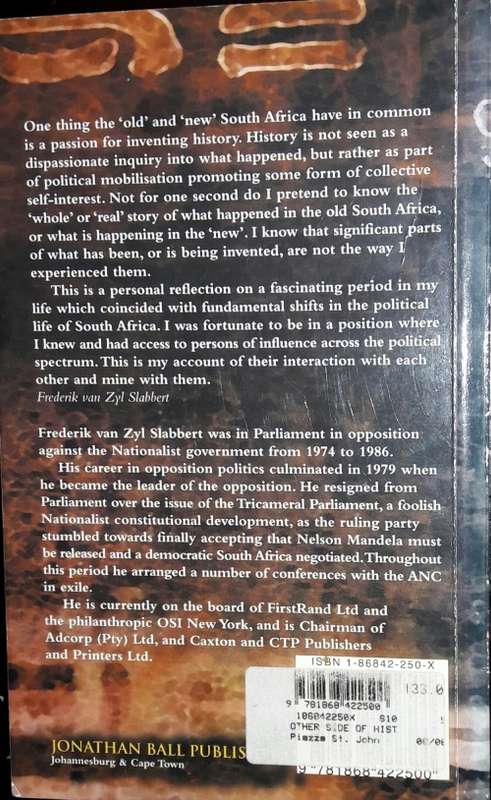 One thing the ‘old’ and ‘new’ South Africa have in common
is a passion for inventing history. History is not seen as a
dispassionate inquiry into what happened, but rather as part
of political mobilisation promoting some form of collective
self-interest. Not for one second do I pretend to know the
‘whole’ or ‘real’ story of what happened in the old South Africa,
or what is happening in the ‘new’. I know that significant parts
of what has been, or is being invented, are not the way I
experienced them.
This is a personal reflection on a fascinating period in my
life which coincided with fundamental shifts in the political
life of South Africa. I was fortunate to be in a position where
I knew and had access to persons of influence across the political
spectrum. This is my account of their interaction with each
other and mine with them.
Frederik van Zyl Slabbert
Frederik van Zyl Slabbert was in Parliament in opposition
against the Nationalist government from 1974 to 1986.
His career in opposition politics culminated in 1979 when
he became the leader of the opposition. He resigned from
Parliament over the issue of the Tricameral Parliament, a foolish
Nationalist constitutional development, as the ruling party
stumbled towards finally accepting that Nelson Mandela must
be released and a democratic South Africa negotiated. Throughout
this period he arranged a number of conferences with the ANC
in exile.
He is currently on the board of FirstRand Ltd and
the philanthropic OSI New York, and is Chairman of
Adcorp (Pty) Ltd, and Caxton and CTP Publishers
and Printers Ltd.
ISBN 1-86842-250-X
133.0
9 781868 422500
186842250X S10
OTHER SIDE OF HIST
Piazza St. John
JONATHAN BALL PUBLIS
Johannesburg & Cape Town
9 781868 422500